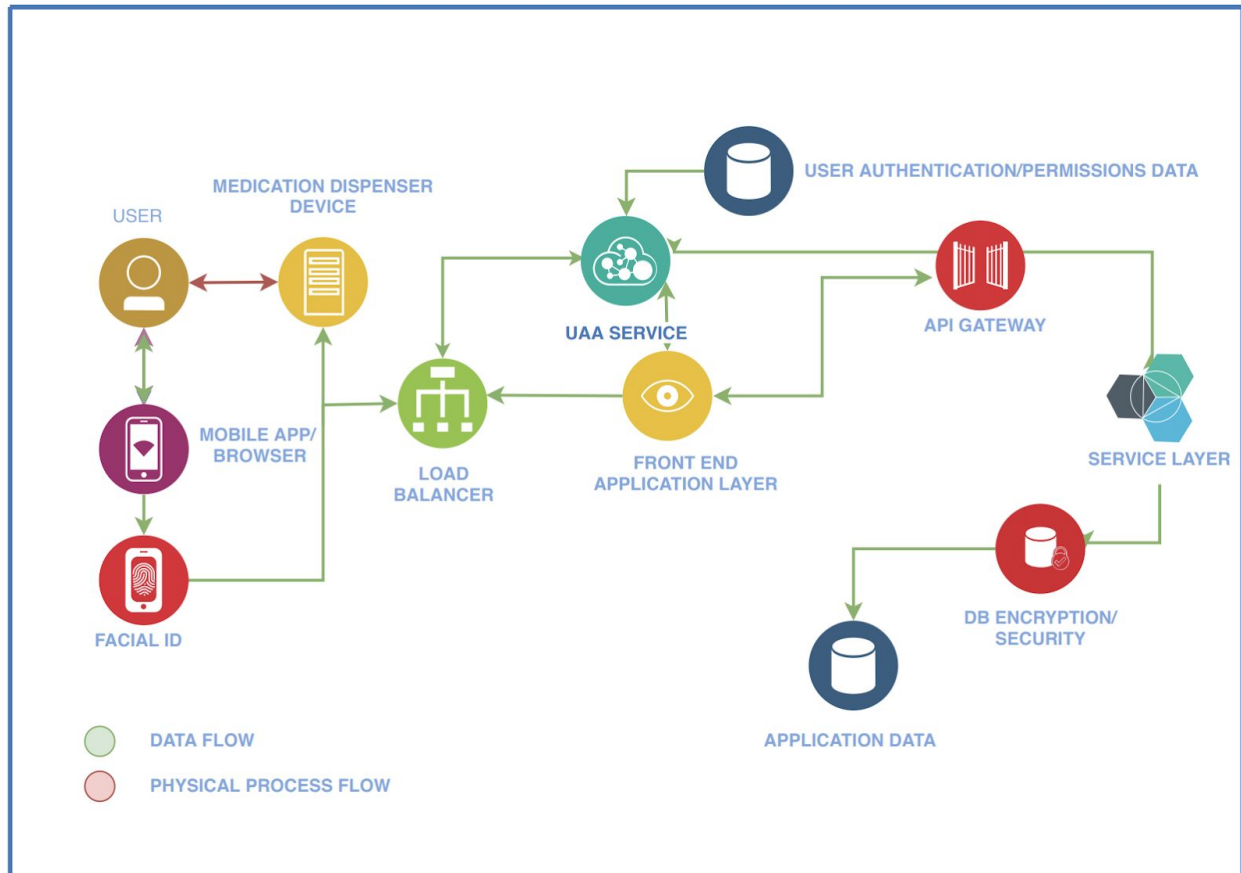 USER AUTHENTICATION/PERMISSIONS DATA
MEDICATION DISPENSER
DEVICE
USER
UAA SERVICE
API GATEWAY
MOBILE APP/
BROWSER
LOAD
BALANCER
FRONT END
APPLICATION LAYER
SERVICE LAYER
FACIAL ID
DB ENCRYPTION/
SECURITY
APPLICATION DATA
DATA FLOW
PHYSICAL PROCESS FLOW